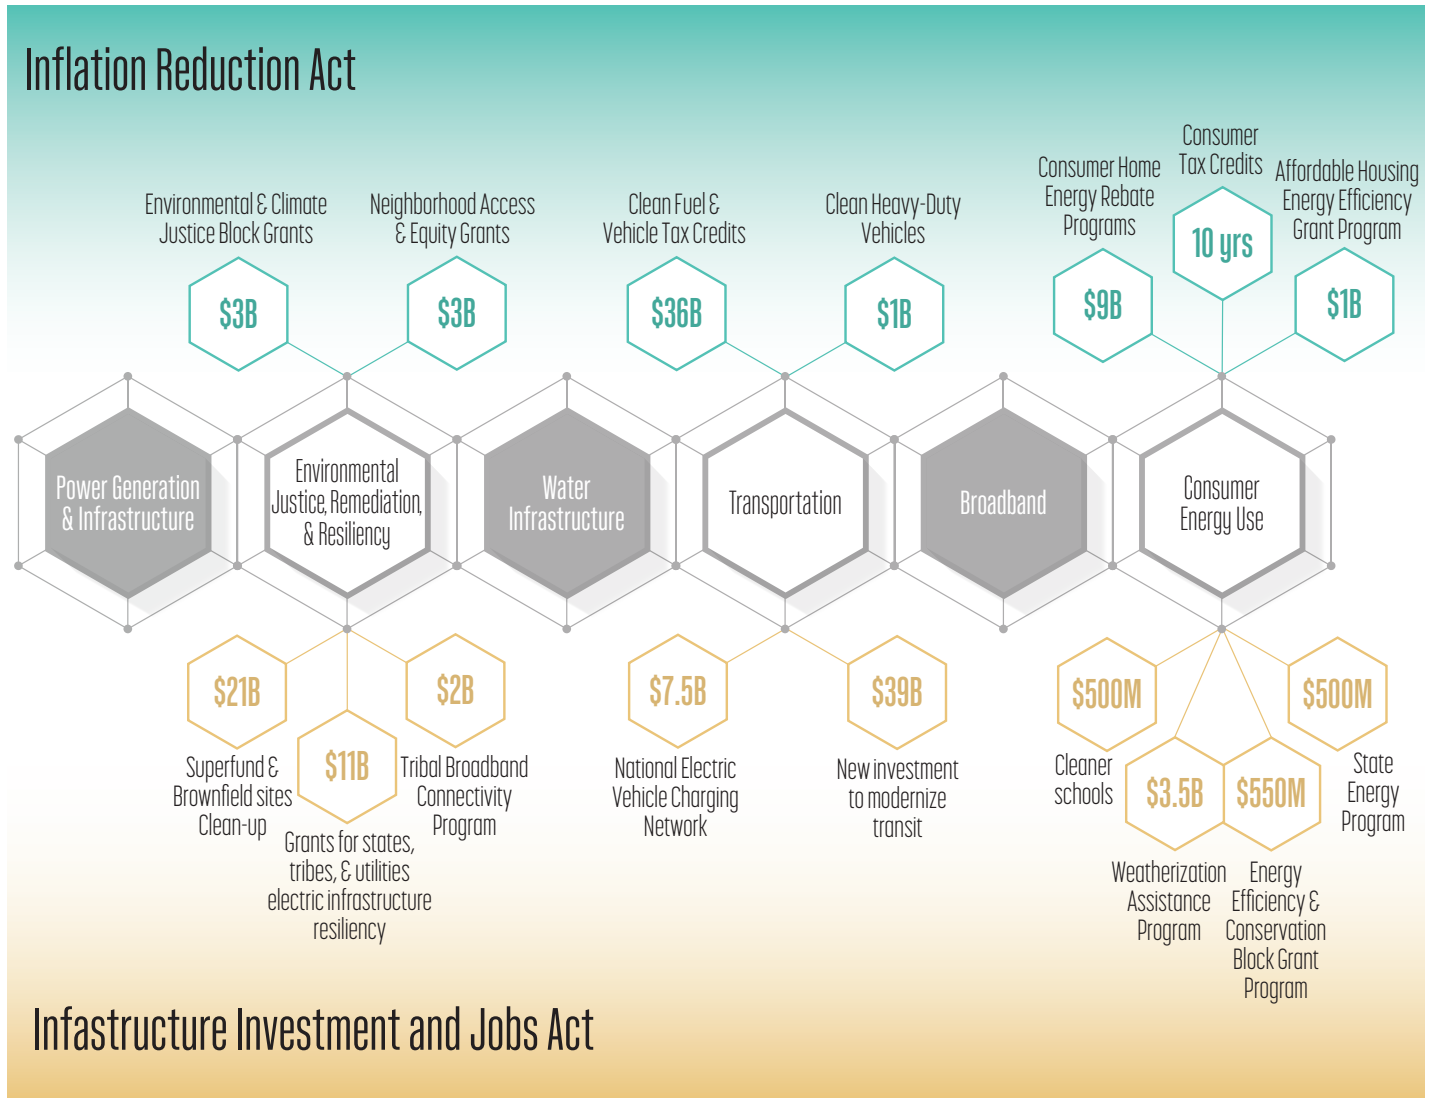 Inflation Reduction Act
Environmental & Climate
Justice Block Grants
$3B
Neighborhood Access
& Equity Grants
$3B
Clean Fuel &
Vehicle Tax Credits
$36B
Clean Heavy-Duty
Vehicles
$1B
Consumer Home
Energy Rebate
Programs
$9B
Consumer
Tax Credits
10 yrs
Affordable Housing
Energy Efficiency
Grant Program
$1B
Power Generation
& Infrastructure
Environmental
Justice, Remediation,
& Resiliency
Water
Infrastructure
Transportation
Broadband
Consumer
Energy Use
$21B
Superfund &
Brownfield sites
Clean-up
$11B
Grants for states,
tribes, & utilities
electric infrastructure
resiliency
$2B
Tribal Broadband
Connectivity
Program
$7.5B
National Electric
Vehicle Charging
Network
$39B
New investment
to modernize
transit
$500M
Cleaner
schools
$3.5B
Weatherization
Assistance
Program
$550M
Energy
Efficiency &
Conservation
Block Grant
Program
$500M
State
Energy
Program
Infastructure Investment and Jobs Act